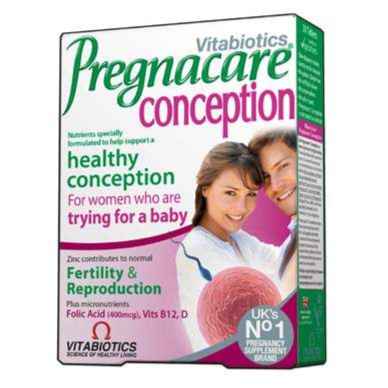 Vitabiotics
Pregnacare®
conception
Nutrients specially
formulated to help support a
healthy
conception
For women who are
trying for a baby
Zinc contributes to normal
Fertility &
Reproduction
Plus micronutrients
Folic Acid (400mcg), Vits B12, D
VITABIOTICS
SCIENCE OF HEALTHY LIVING
UK's
No1
PREGNANCY
SUPPLEMENT
BRAND